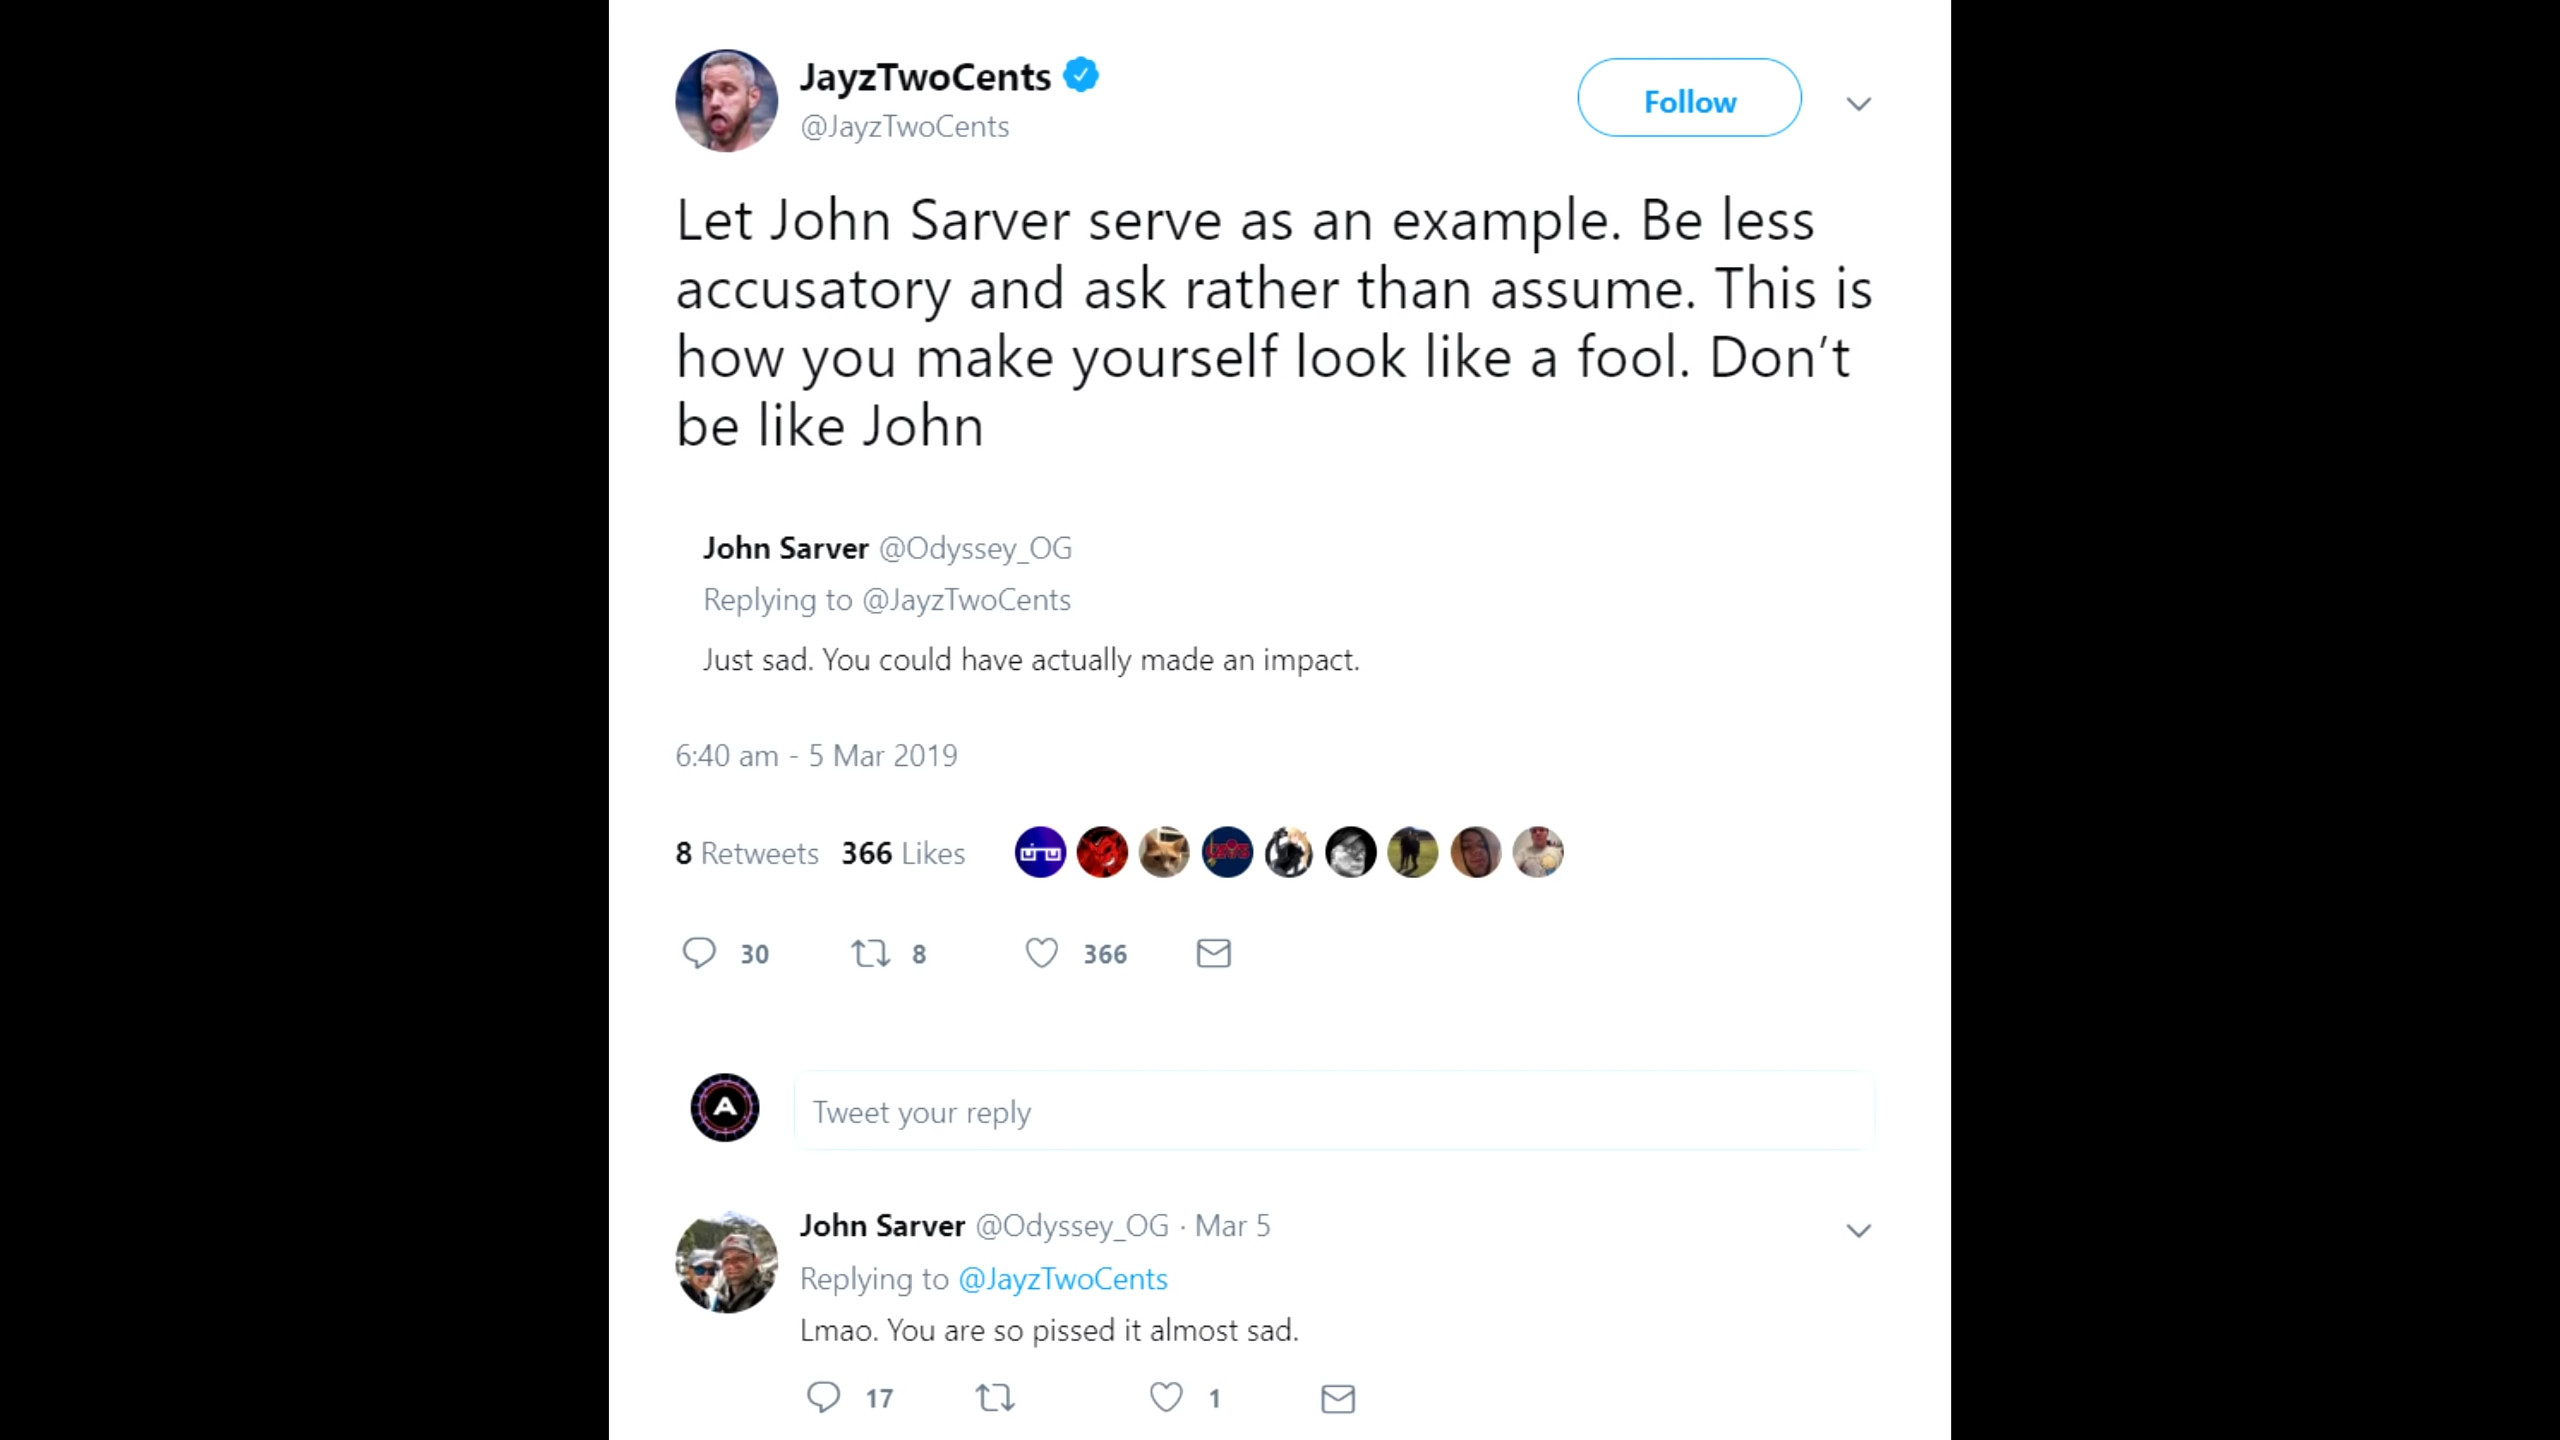 JayzTwoCents
@JayzTwoCents
Follow
Let John Sarver serve as an example. Be less
accusatory and ask rather than assume. This is
how you make yourself look like a fool. Don’t
be like John
John Sarver @Odyssey_OG
Replying to @JayzTwoCents
Just sad. You could have actually made an impact.
6:40 am - 5 Mar 2019
8 Retweets 366 Likes
30 8 366
A
Tweet your reply
John Sarver @Odyssey_OG · Mar 5
Replying to @JayzTwoCents
Lmao. You are so pissed it almost sad.
17 1